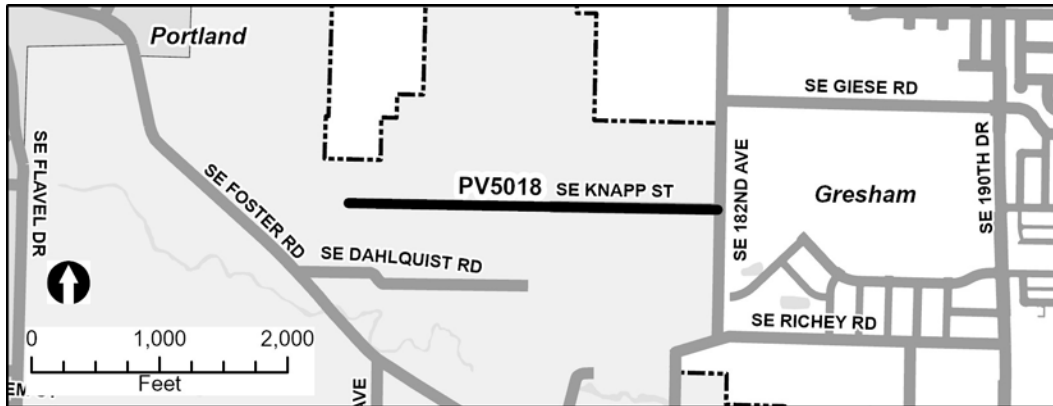 Portland
SE GIESE RD
SE FLAVEL DR
SE FOSTER RD
PV5018
SE KNAPP ST
SE 182ND AVE
Gresham
SE 190TH DR
SE DAHLQUIST RD
SE RICHEY RD
0
1,000
2,000
Feet
AVE